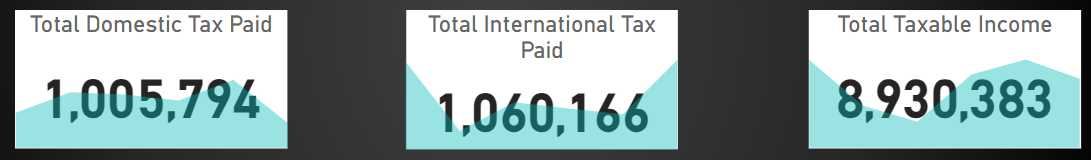 Total Domestic Tax Paid
1,005,794
Total International Tax
Paid
1,060,166
Total Taxable Income
8,930,383